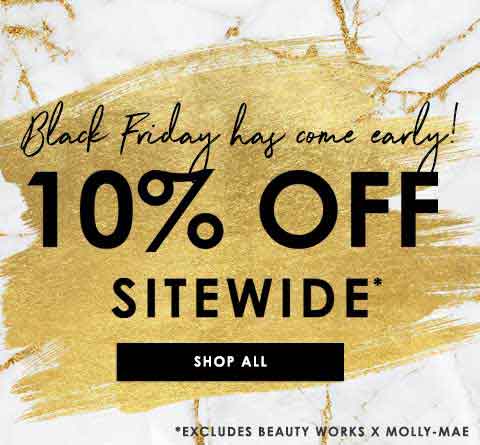 Black Friday has come early!
10% OFF
SITEWIDE*
SHOP ALL
*EXCLUDES BEAUTY WORKS X MOLLY-MAE